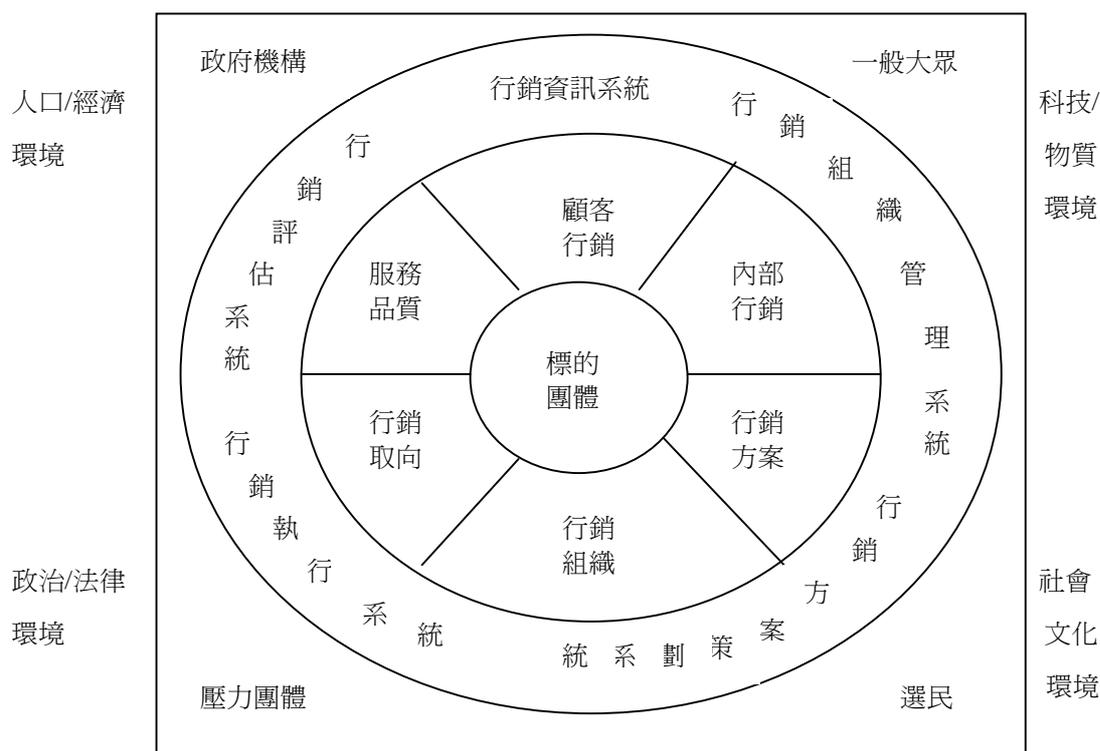 政府機構
一般大眾
人口/經濟
環境
科技/
物質
環境
行銷資訊系統
行銷組織管理系統
行銷評估系統
顧客
行銷
服務
品質
內部
行銷
標的
團體
行銷
取向
行銷
方案
行銷
組織
行銷執行系統
行銷方案策劃系統
政治/法律
環境
社會
文化
環境
壓力團體
選民